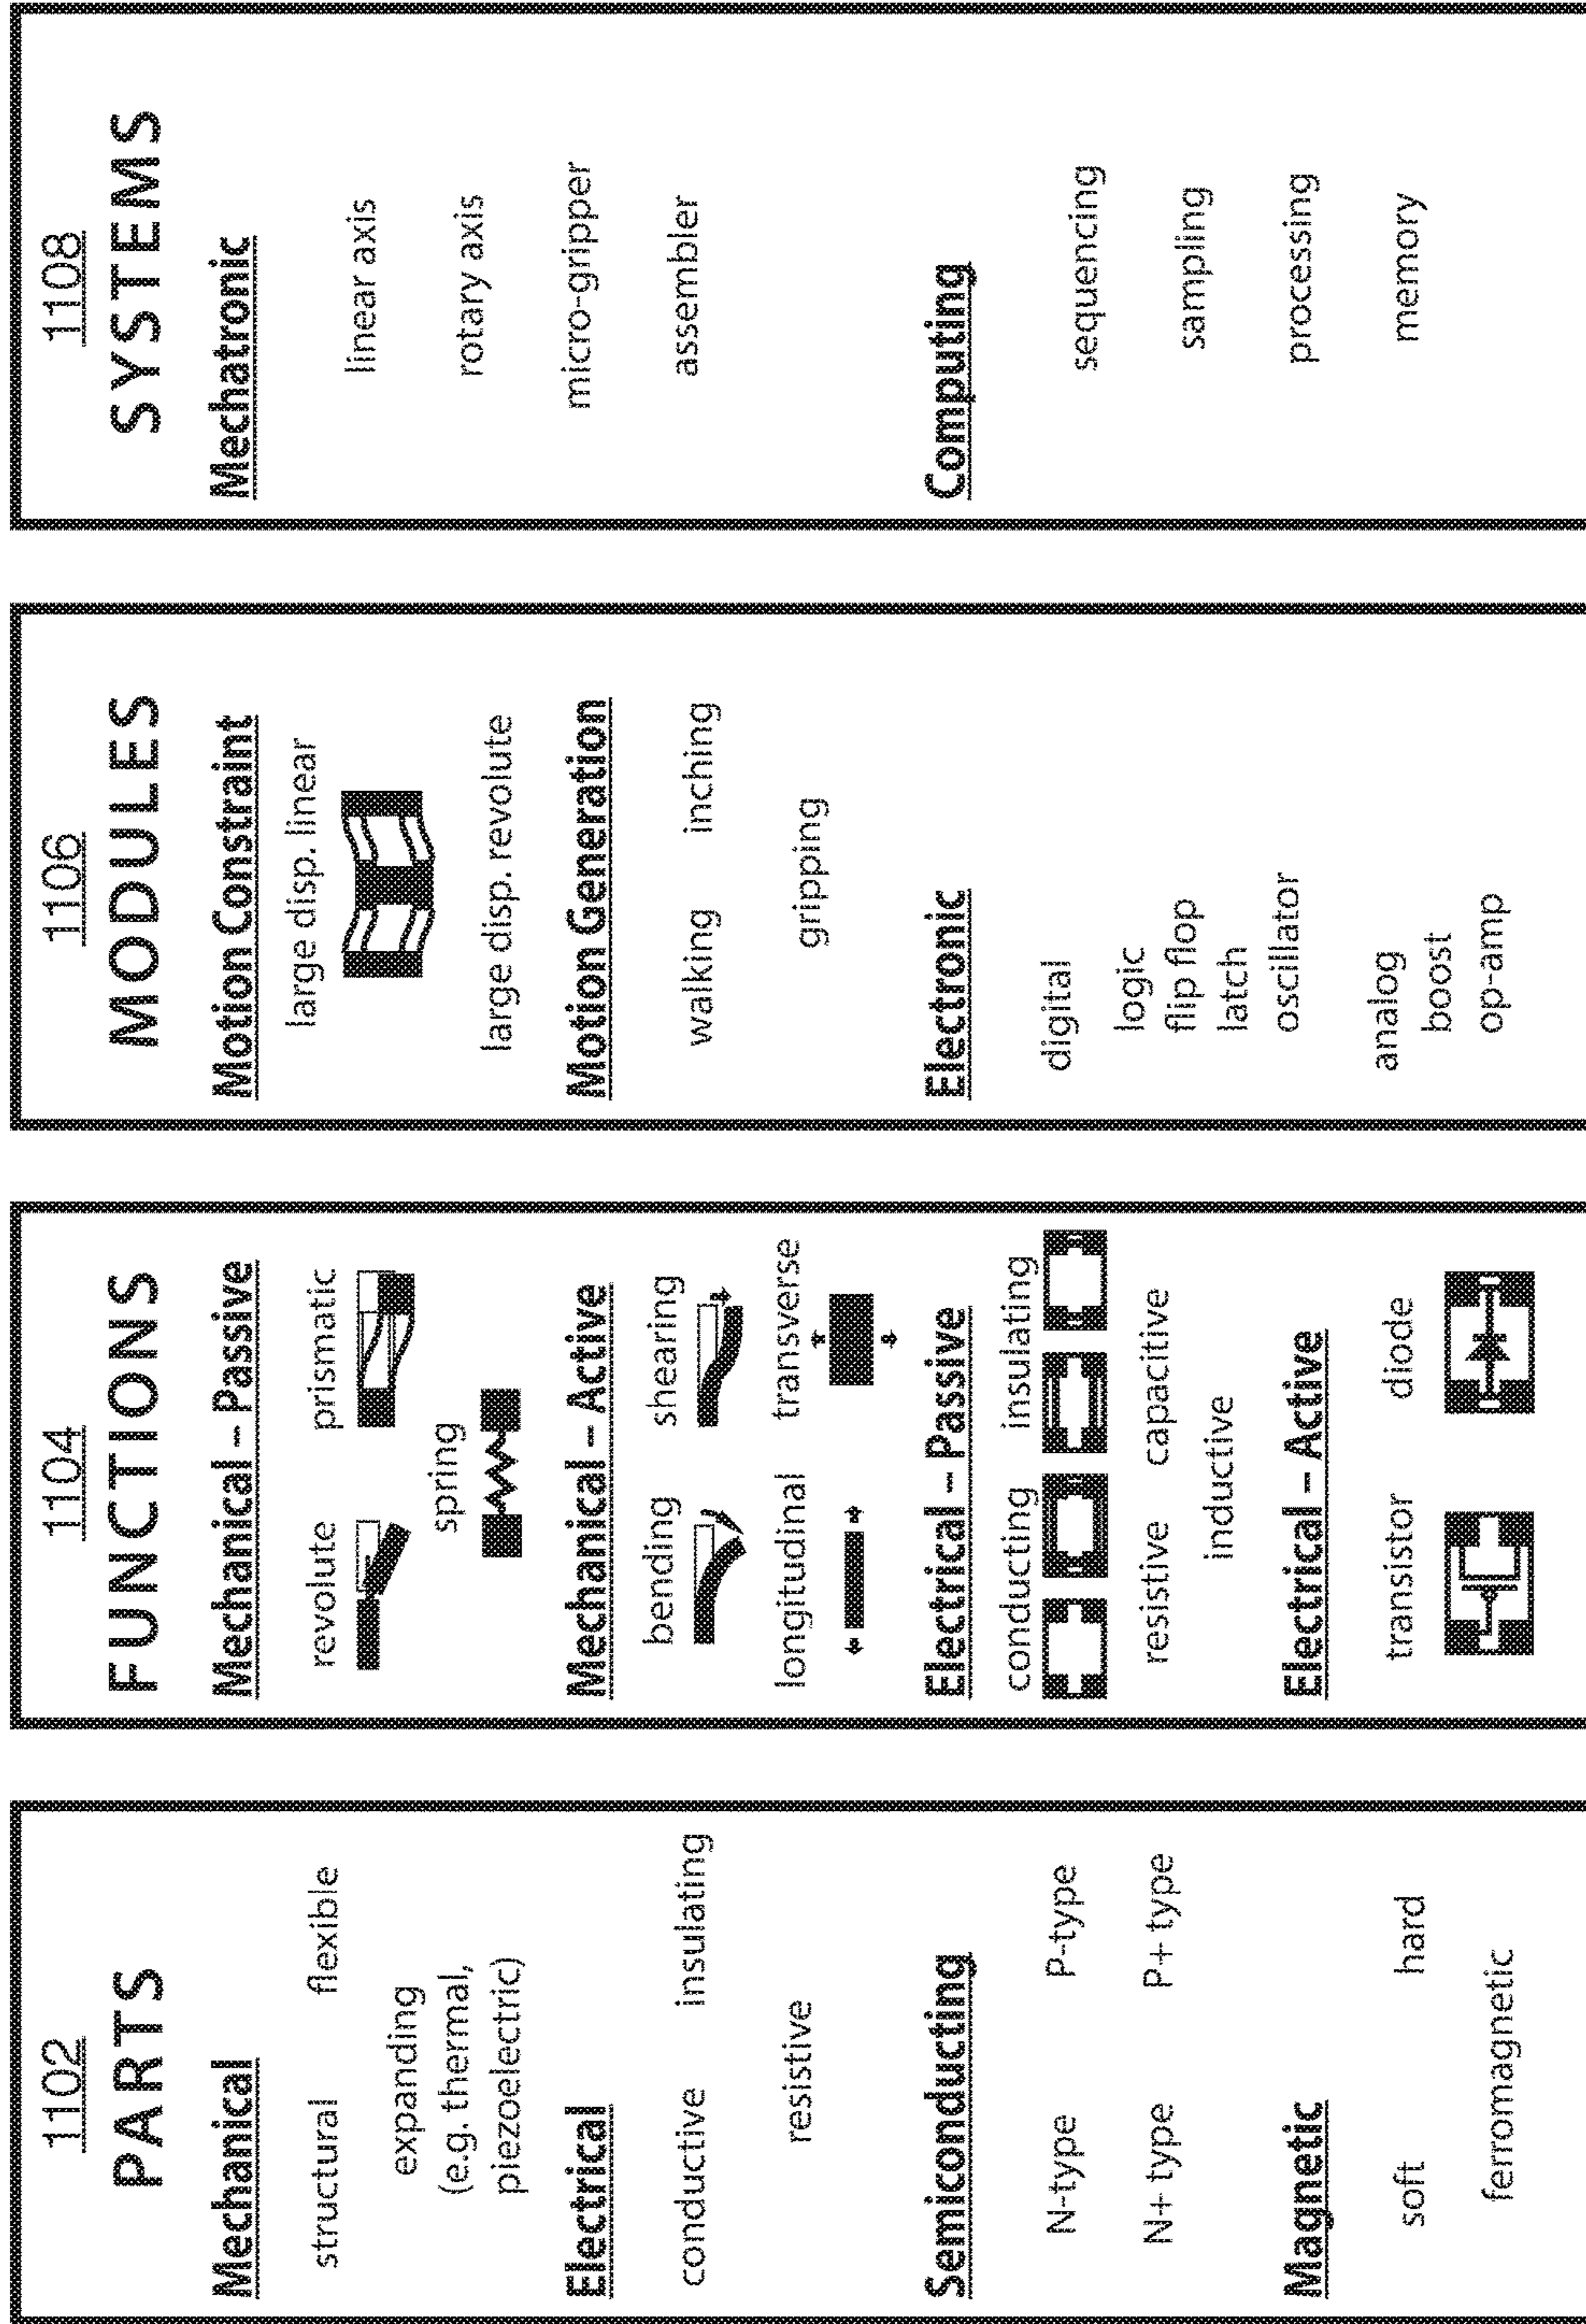 1102
PARTS
Mechanical
structural flexible
expanding
(e.g. thermal,
piezoelectric)
Electrical
conductive insulating
resistive
Semiconducting
N-type P-type
N+ type P+ type
Magnetic
soft hard
ferromagnetic
1104
FUNCTIONS
Mechanical – Passive
revolute prismatic
spring
Mechanical – Active
bending shearing
longitudinal transverse
Electrical – Passive
conducting insulating
resistive capacitive
inductive
Electrical – Active
transistor diode
1106
MODULES
Motion Constraint
large disp. linear
large disp. revolute
Motion Generation
walking inching
gripping
Electronic
digital
logic
flip flop
latch
oscillator
analog
boost
op-amp
1108
SYSTEMS
Mechatronic
linear axis
rotary axis
micro-gripper
assembler
Computing
sequencing
sampling
processing
memory